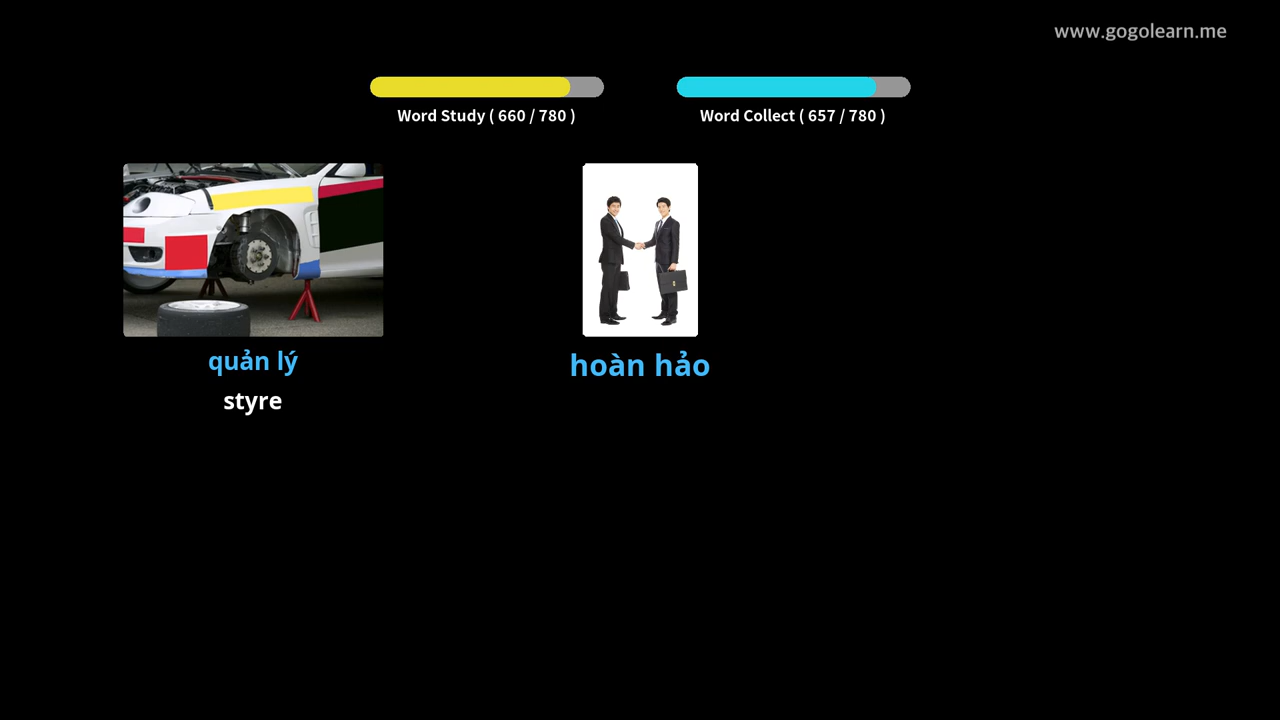 www.gogolearn.me
Word Study ( 660 / 780 )
Word Collect ( 657 / 780 )
quản lý
styre
hoàn hảo